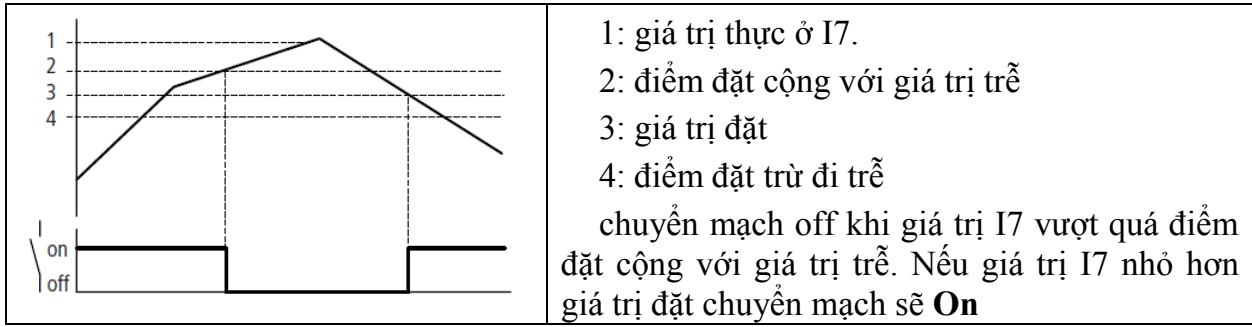 1
2
3
4
I
on
off
1: giá trị thực ở I7.
2: điểm đặt cộng với giá trị trễ
3: giá trị đặt
4: điểm đặt trừ đi trễ
chuyển mạch off khi giá trị I7 vượt quá điểm
đặt cộng với giá trị trễ. Nếu giá trị I7 nhỏ hơn
giá trị đặt chuyển mạch sẽ On